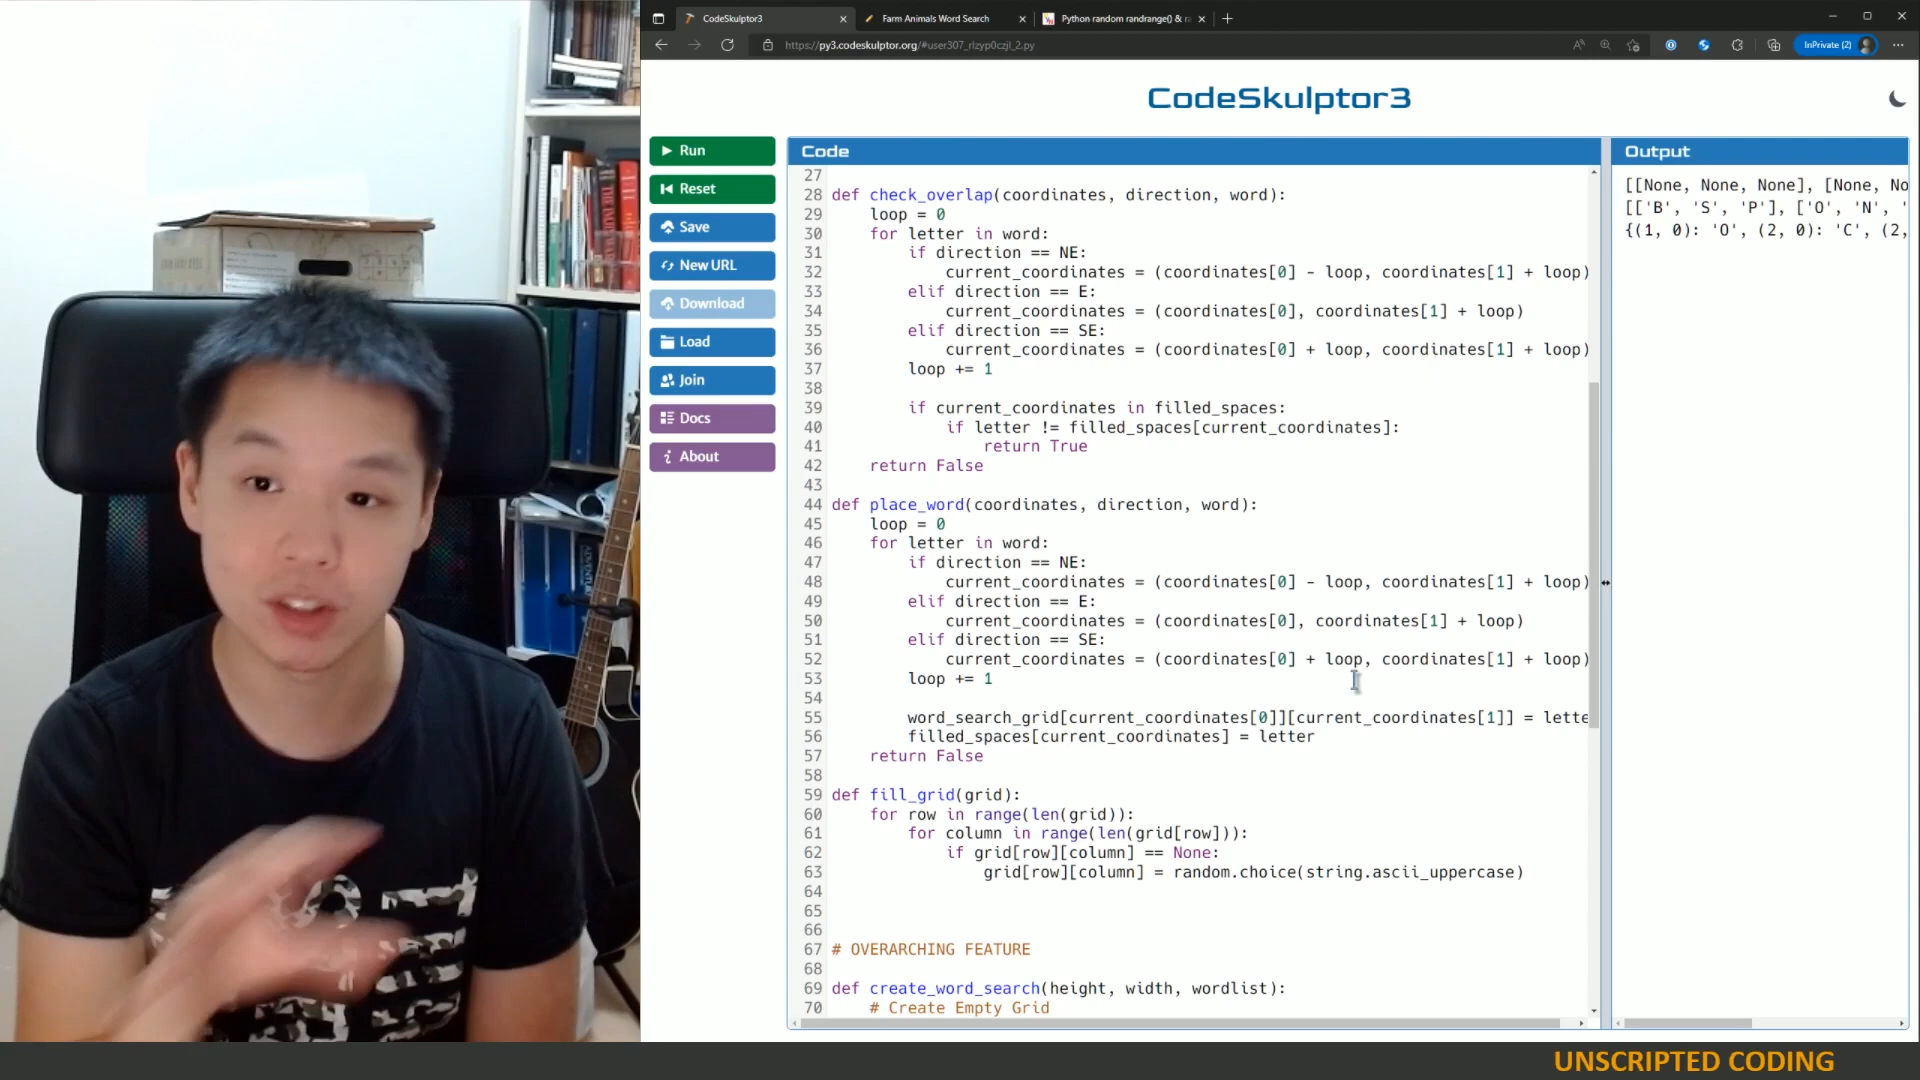 CodeSkulptor3
Farm Animals Word Search
Python random randrange() & ra
https://py3.codeskulptor.org/#user307_rlzyp0czjl_2.py
InPrivate (2)
CodeSkulptor3
Run
Reset
Save
New URL
Download
Load
Join
Docs
About
Code
27
28 def check_overlap(coordinates, direction, word):
29 loop = 0
30 for letter in word:
31 if direction == NE:
32 current_coordinates = (coordinates[0] - loop, coordinates[1] + loop)
33 elif direction == E:
34 current_coordinates = (coordinates[0], coordinates[1] + loop)
35 elif direction == SE:
36 current_coordinates = (coordinates[0] + loop, coordinates[1] + loop)
37 loop += 1
38
39 if current_coordinates in filled_spaces:
40 if letter != filled_spaces[current_coordinates]:
41 return True
42 return False
43
44 def place_word(coordinates, direction, word):
45 loop = 0
46 for letter in word:
47 if direction == NE:
48 current_coordinates = (coordinates[0] - loop, coordinates[1] + loop)
49 elif direction == E:
50 current_coordinates = (coordinates[0], coordinates[1] + loop)
51 elif direction == SE:
52 current_coordinates = (coordinates[0] + loop, coordinates[1] + loop)
53 loop += 1
54
55 word_search_grid[current_coordinates[0]][current_coordinates[1]] = lette
56 filled_spaces[current_coordinates] = letter
57 return False
58
59 def fill_grid(grid):
60 for row in range(len(grid)):
61 for column in range(len(grid[row])):
62 if grid[row][column] == None:
63 grid[row][column] = random.choice(string.ascii_uppercase)
64
65
66
67 # OVERARCHING FEATURE
68
69 def create_word_search(height, width, wordlist):
70 # Create Empty Grid
Output
[[None, None, None], [None, No
[['B', 'S', 'P'], ['O', 'N', '
{(1, 0): 'O', (2, 0): 'C', (2,
UNSCRIPTED CODING